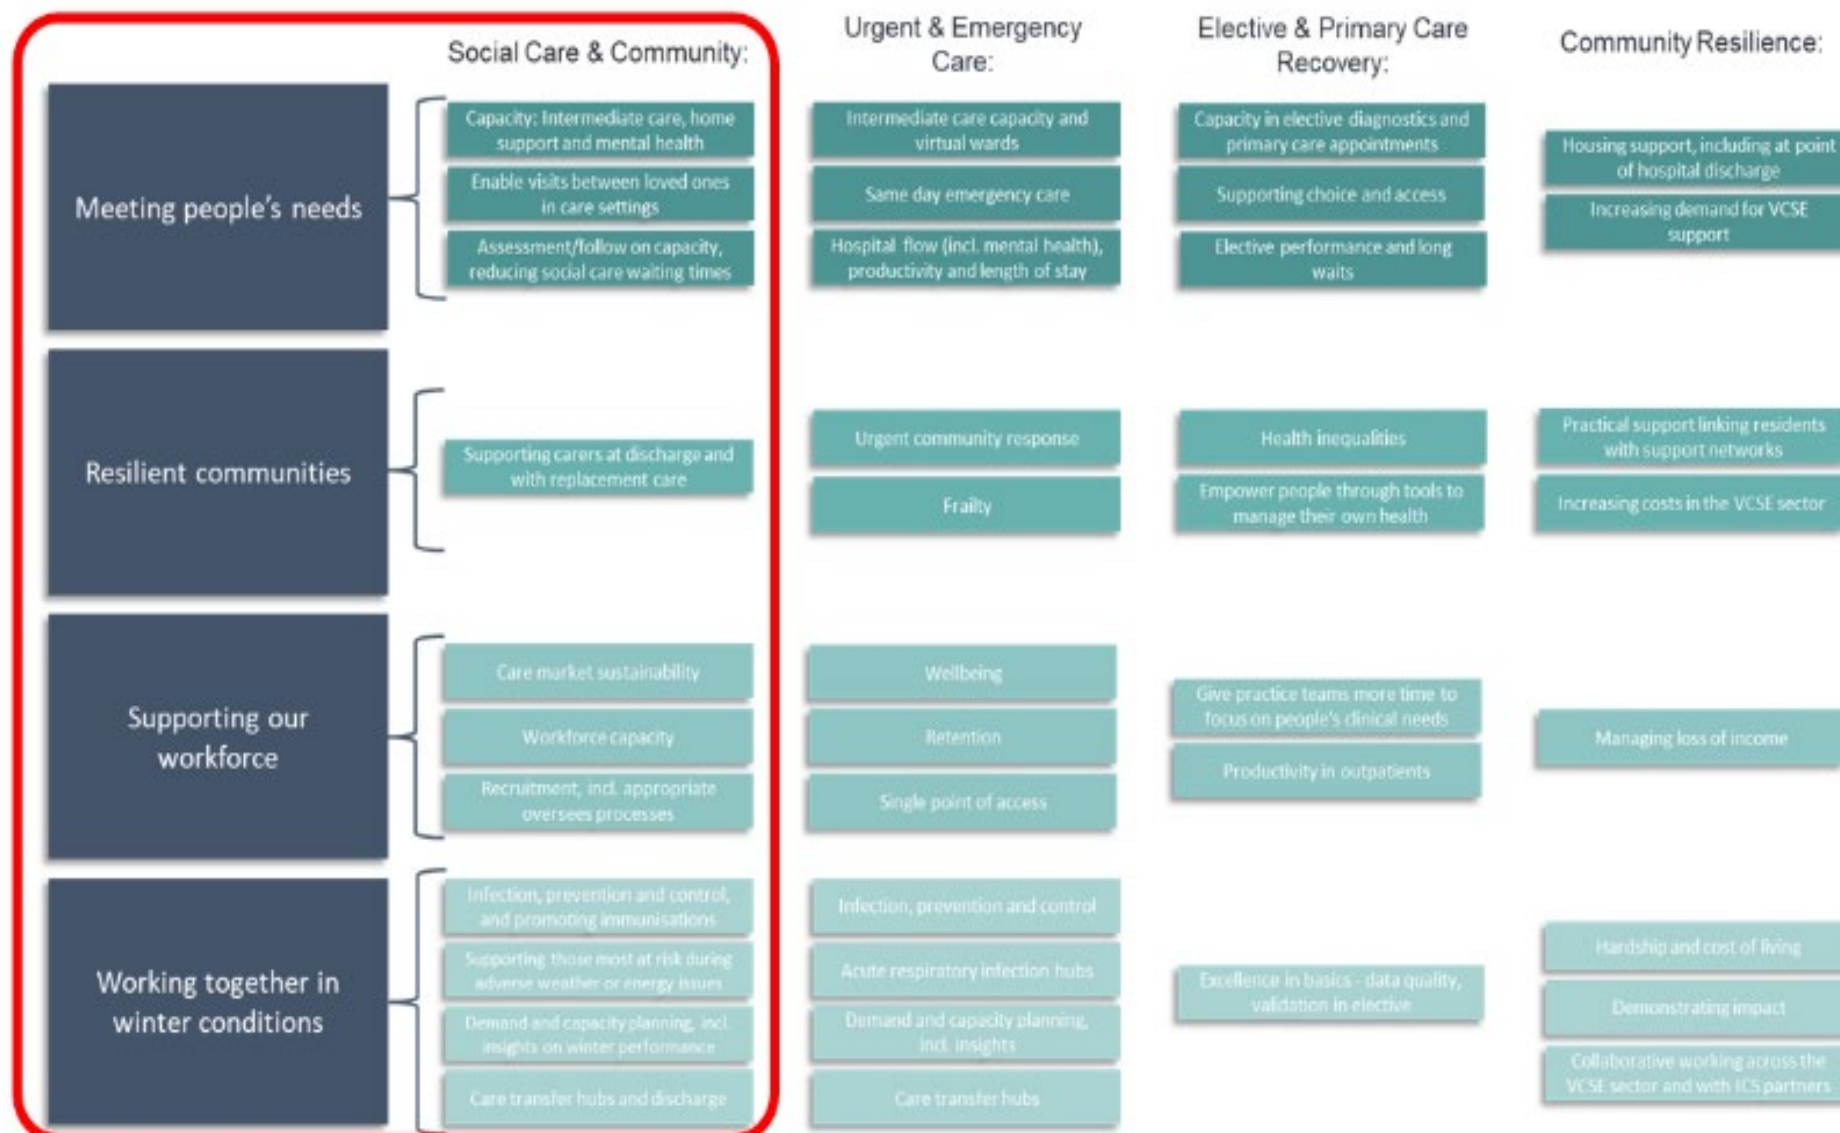 Social Care & Community:
Urgent & Emergency
Care:
Elective & Primary Care
Recovery:
Community Resilience:
Meeting people's needs
Capacity: Intermediate care, home
support and mental health
Enable visits between loved ones
in care settings
Assessment/follow on capacity,
reducing social care waiting times
Intermediate care capacity and
virtual wards
Same day emergency care
Hospital flow (incl. mental health),
productivity and length of stay
Capacity in elective diagnostics and
primary care appointments
Supporting choice and access
Elective performance and long
waits
Housing support, including at point
of hospital discharge
Increasing demand for VCSE
support
Resilient communities
Supporting carers at discharge and
with replacement care
Urgent community response
Frailty
Health inequalities
Empower people through tools to
manage their own health
Practical support linking residents
with support networks
Increasing costs in the VCSE sector
Supporting our
workforce
Care market sustainability
Workforce capacity
Recruitment, incl. appropriate
oversees processes
Wellbeing
Retention
Single point of access
Give practice teams more time to
focus on people's clinical needs
Productivity in outpatients
Managing loss of income
Working together in
winter conditions
Infection, prevention and control,
and promoting immunisations
Supporting those most at risk during
adverse weather or energy issues
Demand and capacity planning, incl.
insights on winter performance
Care transfer hubs and discharge
Infection, prevention and control
Acute respiratory infection hubs
Demand and capacity planning,
incl. insights
Care transfer hubs
Excellence in basics - data quality,
validation in elective
Hardship and cost of living
Demonstrating impact
Collaborative working across the
VCSE sector and with ICS partners